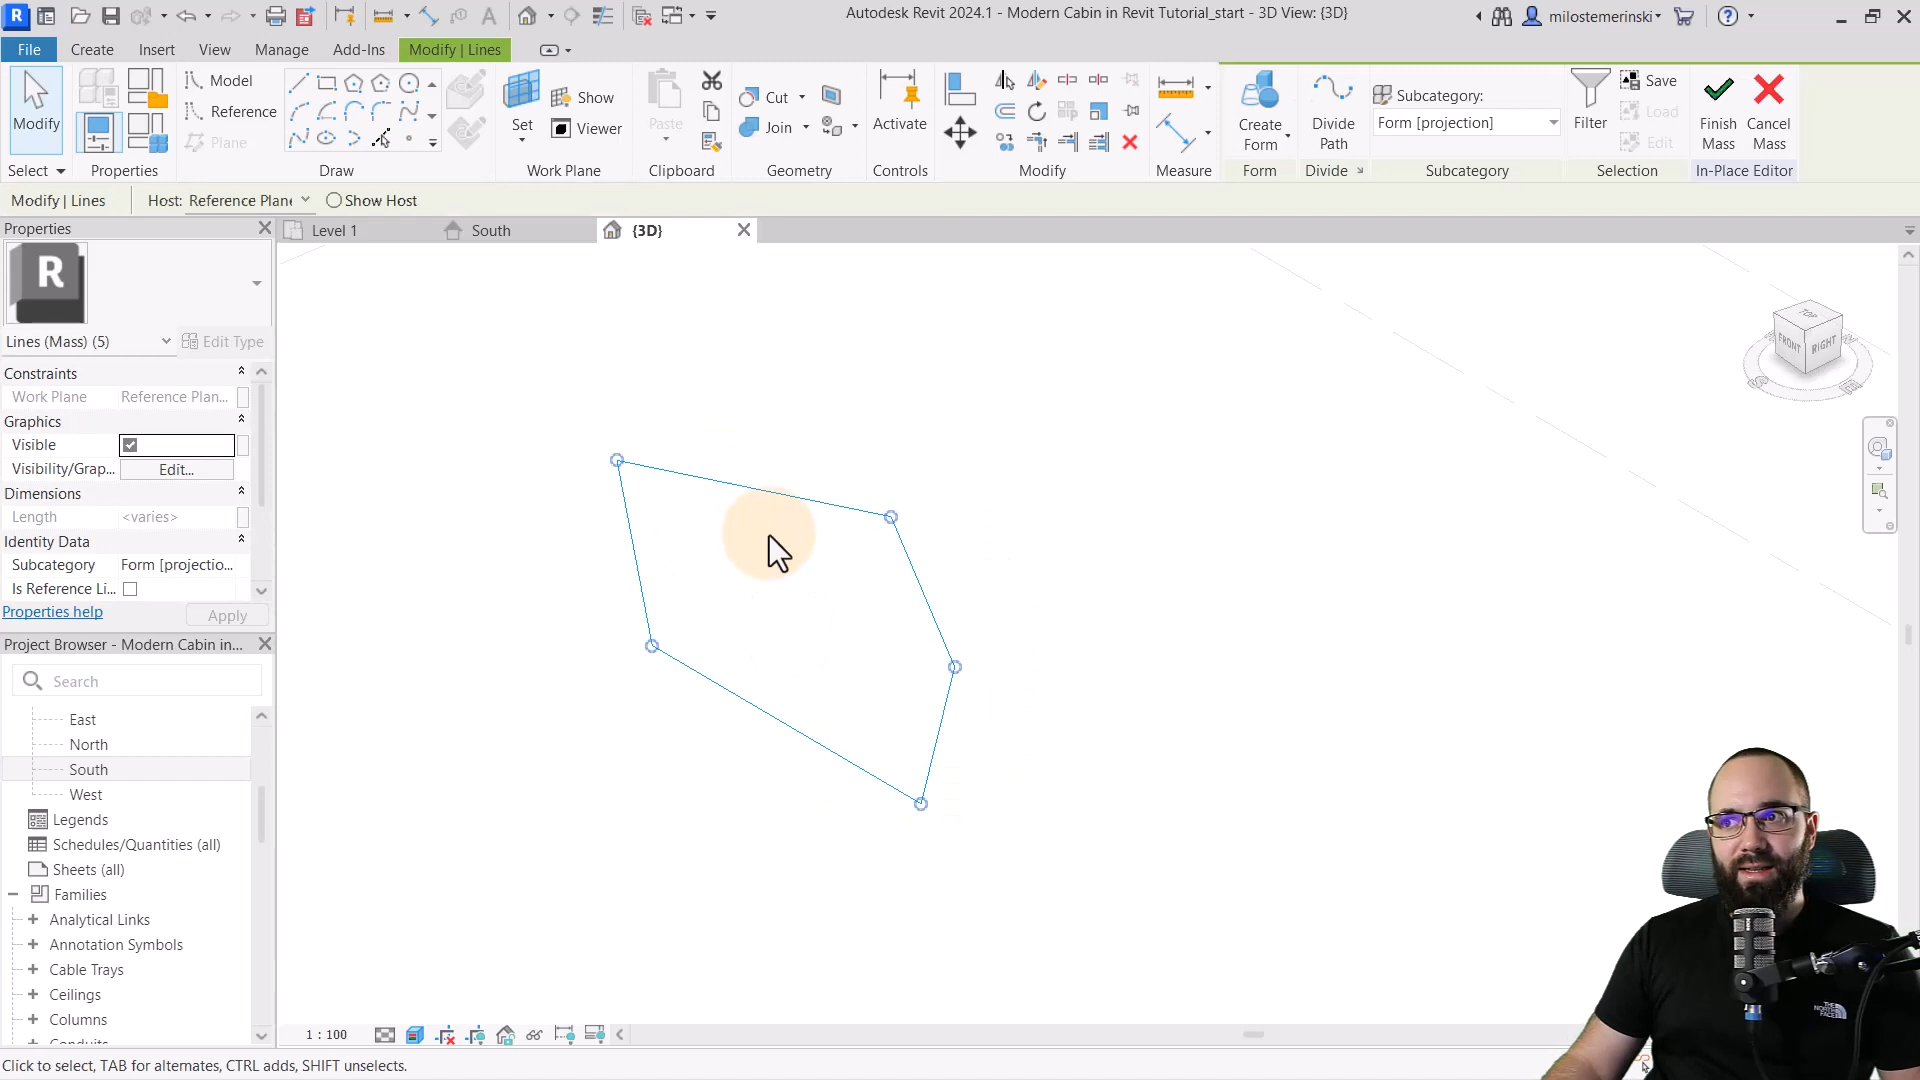 Autodesk Revit 2024.1 - Modern Cabin in Revit Tutorial_start - 3D View: {3D}
milostemerinski
File Create Insert View Manage Add-Ins Modify | Lines
Modify
Model
Reference
Plane
Set
Show
Viewer
Paste
Cut
Join
Activate
Create Form
Divide Path
Subcategory:
Form [projection]
Filter
Save
Load
Edit
Finish Mass
Cancel Mass
Select Properties Draw Work Plane Clipboard Geometry Controls Modify Measure Form Divide Subcategory Selection In-Place Editor
Modify | Lines Host: Reference Plane Show Host
Properties
Level 1 South {3D}
R
Lines (Mass) (5) Edit Type
Constraints
Work Plane Reference Plan...
Graphics
Visible
Visibility/Grap... Edit...
Dimensions
Length <varies>
Identity Data
Subcategory Form [projectio...
Is Reference Li...
Properties help Apply
Project Browser - Modern Cabin in...
Search
East
North
South
West
Legends
Schedules/Quantities (all)
Sheets (all)
Families
Analytical Links
Annotation Symbols
Cable Trays
Ceilings
Columns
Conduits
TOP
FRONT
RIGHT
THE NORTH FACE
1 : 100
Click to select, TAB for alternates, CTRL adds, SHIFT unselects.